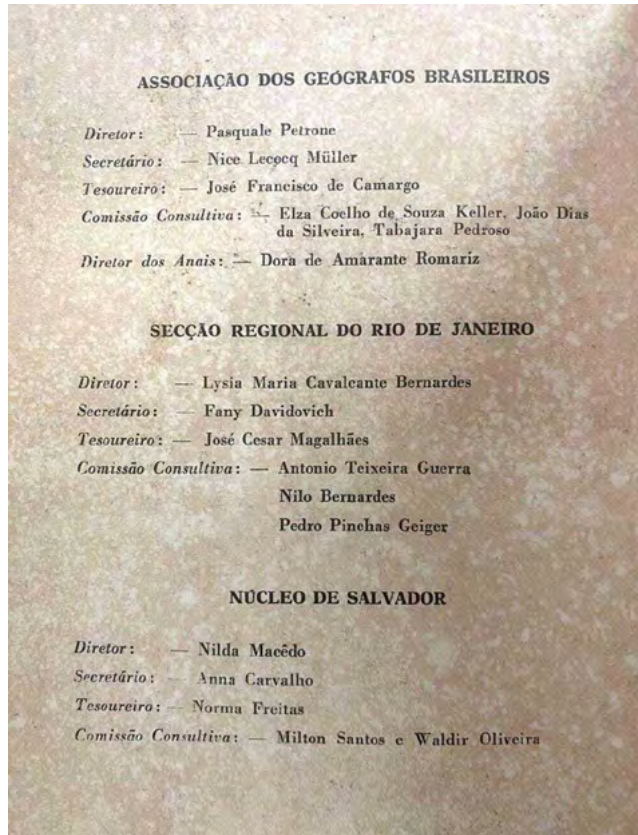 ASSOCIAÇÃO DOS GEÓGRAFOS BRASILEIROS
Diretor: — Pasquale Petrone
Secretário: — Nice Lecocq Müller
Tesoureiro: — José Francisco de Camargo
Comissão Consultiva: — Elza Coelho de Souza Keller, João Dias
da Silveira, Tabajara Pedroso
Diretor dos Anais: — Dora de Amarante Romariz
SECÇÃO REGIONAL DO RIO DE JANEIRO
Diretor: — Lysia Maria Cavalcante Bernardes
Secretário: — Fany Davidovich
Tesoureiro: — José Cesar Magalhães
Comissão Consultiva: — Antonio Teixeira Guerra
Nilo Bernardes
Pedro Pinchas Geiger
NÚCLEO DE SALVADOR
Diretor: — Nilda Macêdo
Secretário: — Anna Carvalho
Tesoureiro: — Norma Freitas
Comissão Consultiva: — Milton Santos e Waldir Oliveira